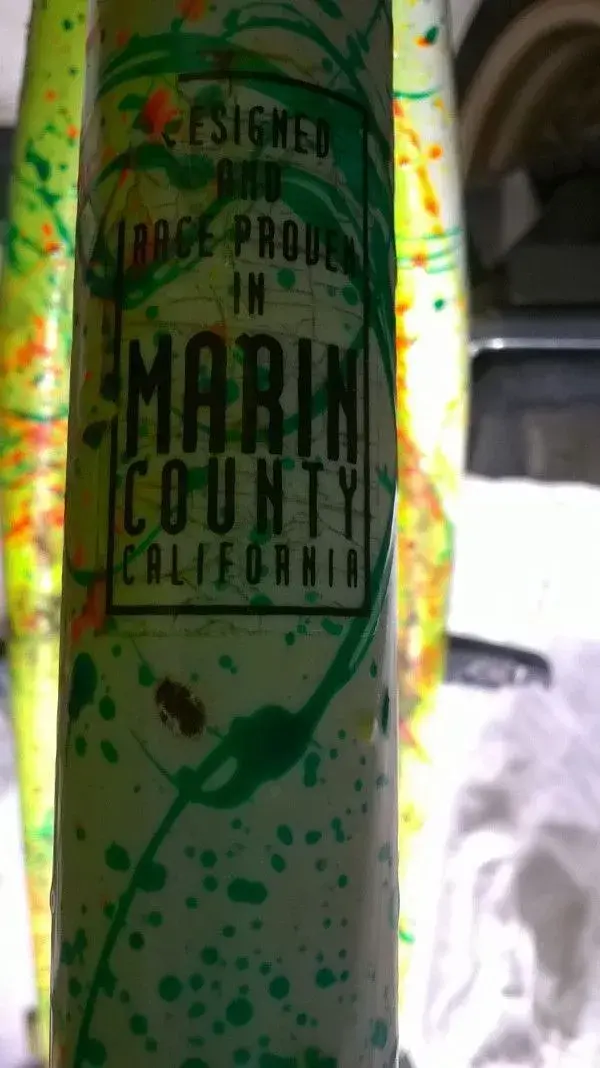 DESIGNED
AND
RACE PROVEN
IN
MARIN
COUNTY
CALIFORNIA